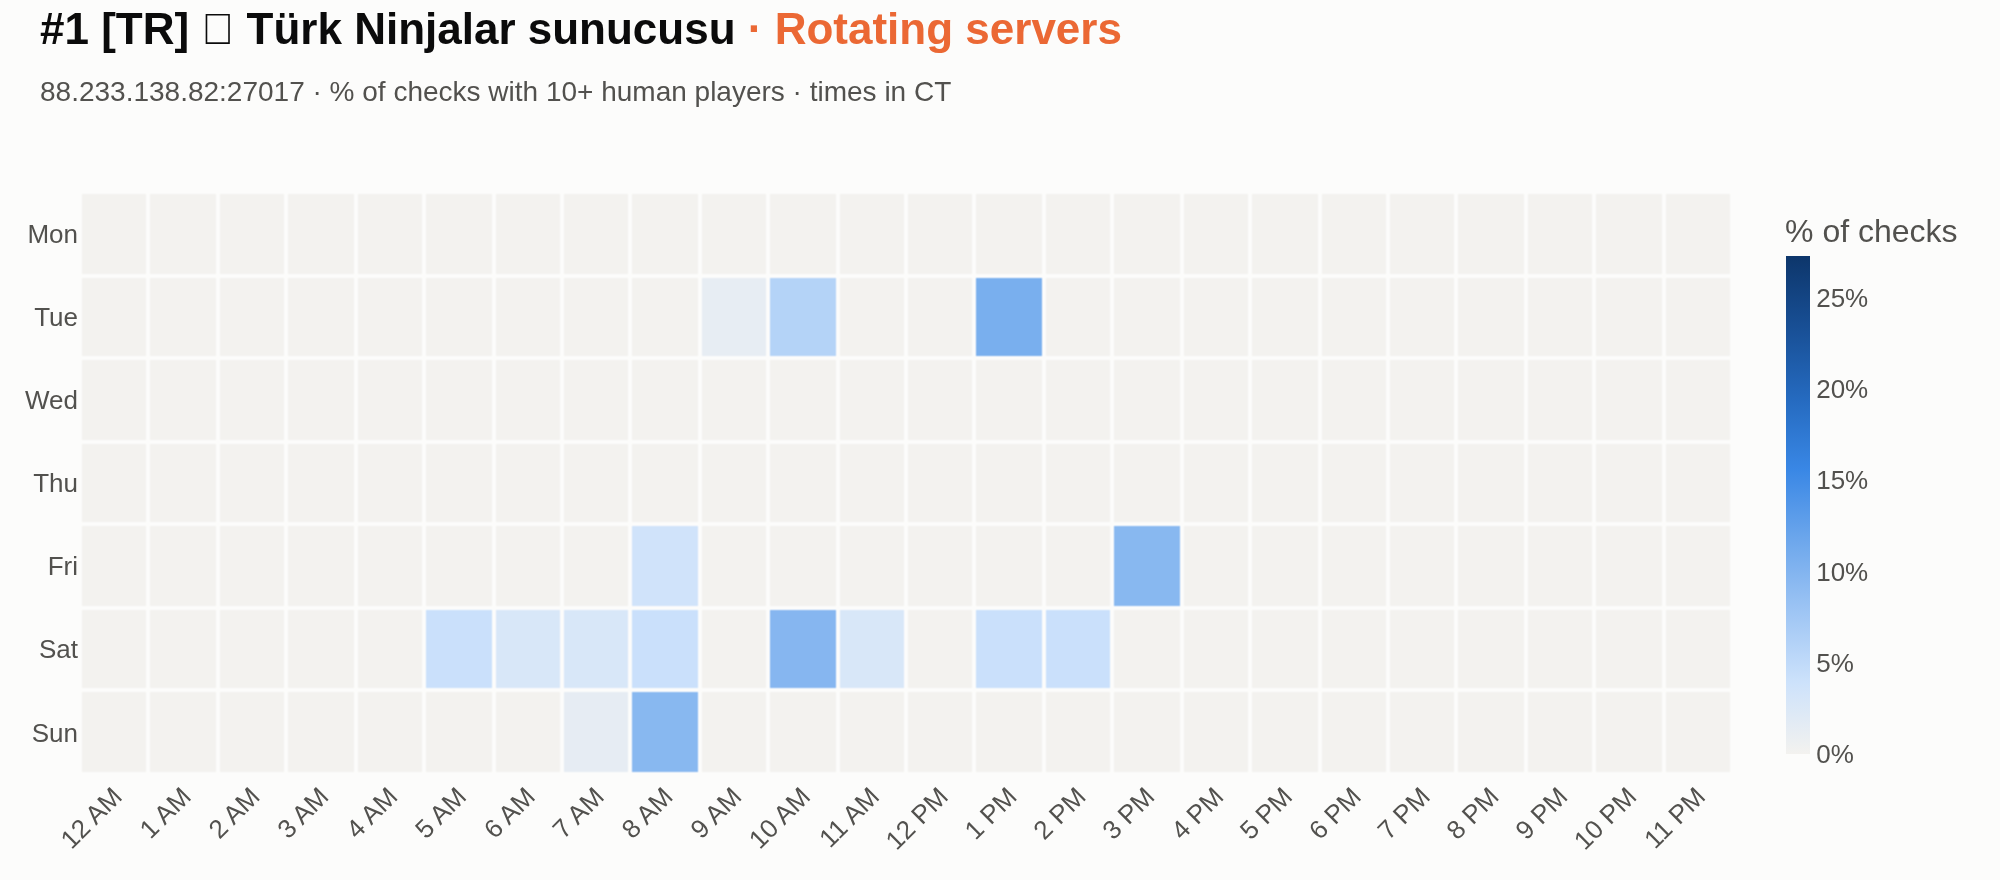 #1 [TR] Türk Ninjalar sunucusu · Rotating servers
88.233.138.82:27017 · % of checks with 10+ human players · times in CT
% of checks
25%
20%
15%
10%
5%
0%
Mon
Tue
Wed
Thu
Fri
Sat
Sun
12 AM
1 AM
2 AM
3 AM
4 AM
5 AM
6 AM
7 AM
8 AM
9 AM
10 AM
11 AM
12 PM
1 PM
2 PM
3 PM
4 PM
5 PM
6 PM
7 PM
8 PM
9 PM
10 PM
11 PM